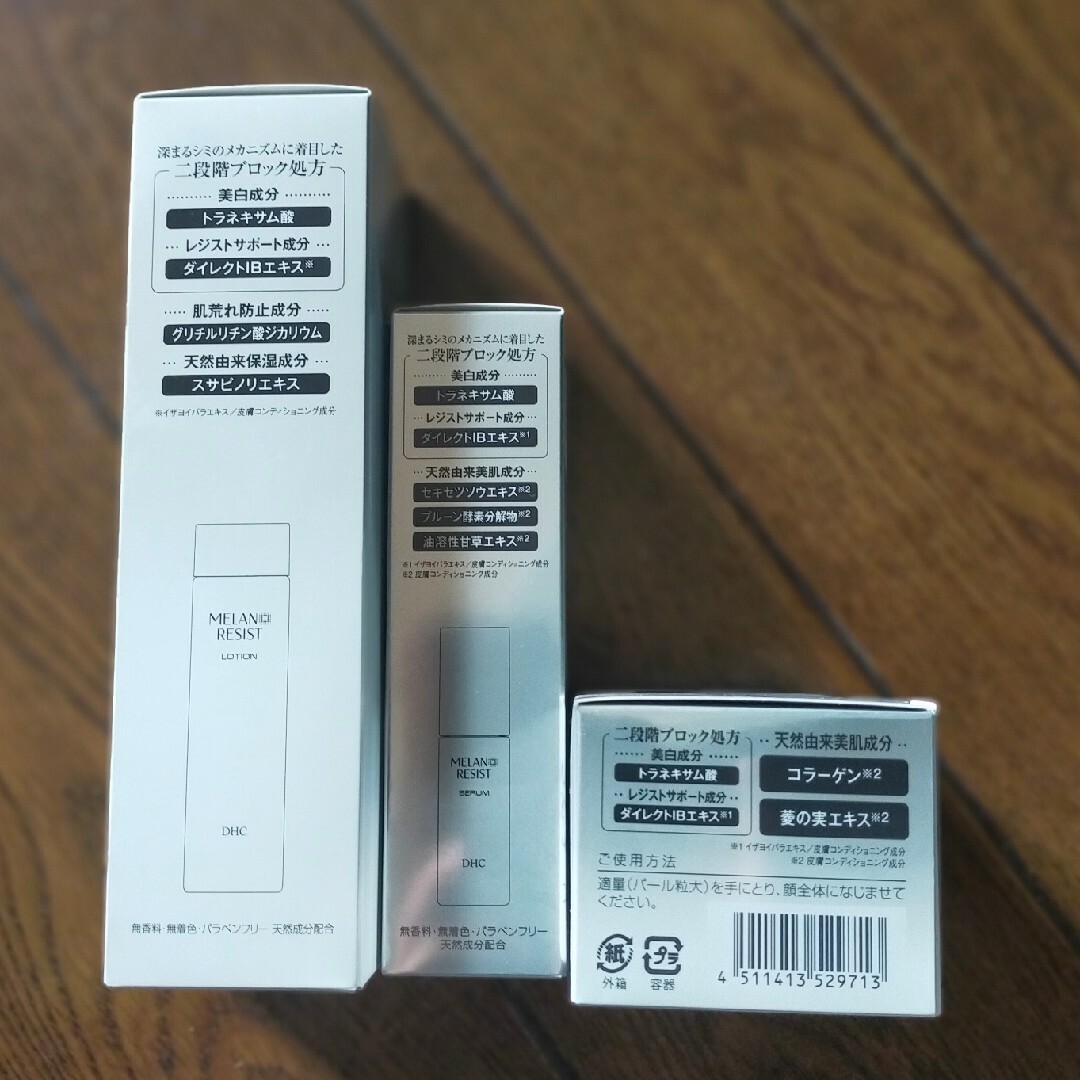 深まるシミのメカニズムに着目した
二段階ブロック処方
美白成分
トラネキサム酸
レジストサポート成分
ダイレクトIBエキス※
肌荒れ防止成分
グリチルリチン酸ジカリウム
天然由来保湿成分
スサビノリエキス
※イザヨイバラエキス/皮膚コンディショニング成分
MELANO
RESIST
LOTION
DHC
無香料・無着色・パラベンフリー 天然成分配合
深まるシミのメカニズムに着目した
二段階ブロック処方
美白成分
トラネキサム酸
レジストサポート成分
ダイレクトIBエキス※1
天然由来美肌成分
セキセツソウエキス※2
プルーン酵素分解物※2
油溶性甘草エキス※2
※1 イザヨイバラエキス/皮膚コンディショニング成分
※2 皮膚コンディショニング成分
MELANO
RESIST
SERUM
DHC
無香料・無着色・パラベンフリー
天然成分配合
二段階ブロック処方
美白成分
トラネキサム酸
レジストサポート成分
ダイレクトIBエキス※1
天然由来美肌成分
コラーゲン※2
菱の実エキス※2
※1 イザヨイバラエキス/皮膚コンディショニング成分
※2 皮膚コンディショニング成分
ご使用方法
適量(パール粒大)を手にとり、顔全体になじませて
ください。
紙
外箱
プラ
容器
4 511413 529713